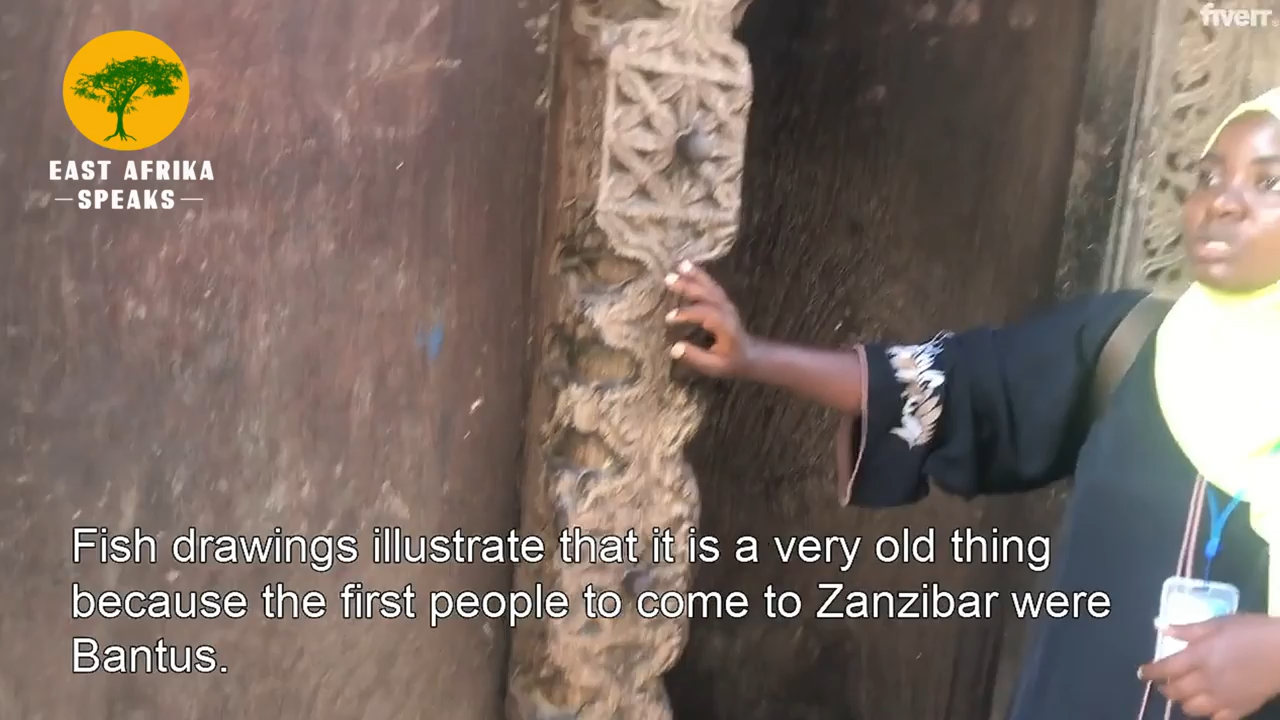 fiverr
EAST AFRIKA
SPEAKS
Fish drawings illustrate that it is a very old thing
because the first people to come to Zanzibar were
Bantus.